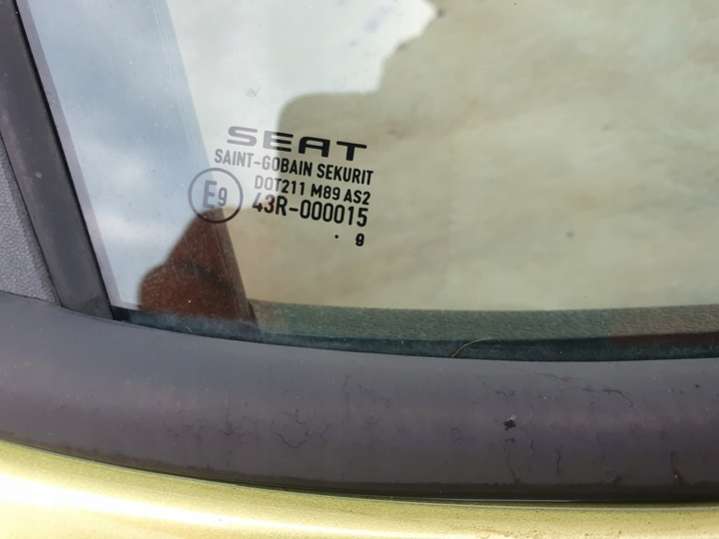 SEAT
SAINT-GOBAIN SEKURIT
DOT211 M89 AS2
E9 43R-000015
. 9